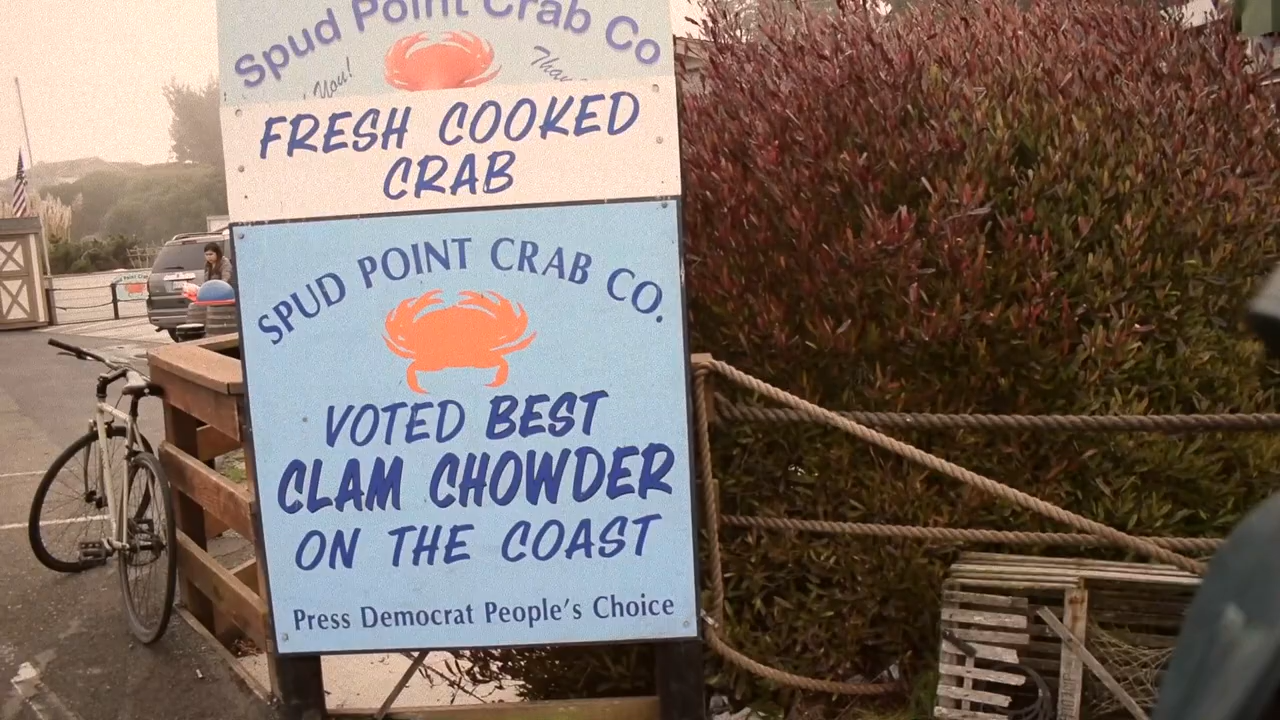 Spud Point Crab Co
You!
FRESH COOKED
CRAB
SPUD POINT CRAB CO.
VOTED BEST
CLAM CHOWDER
ON THE COAST
Press Democrat People's Choice